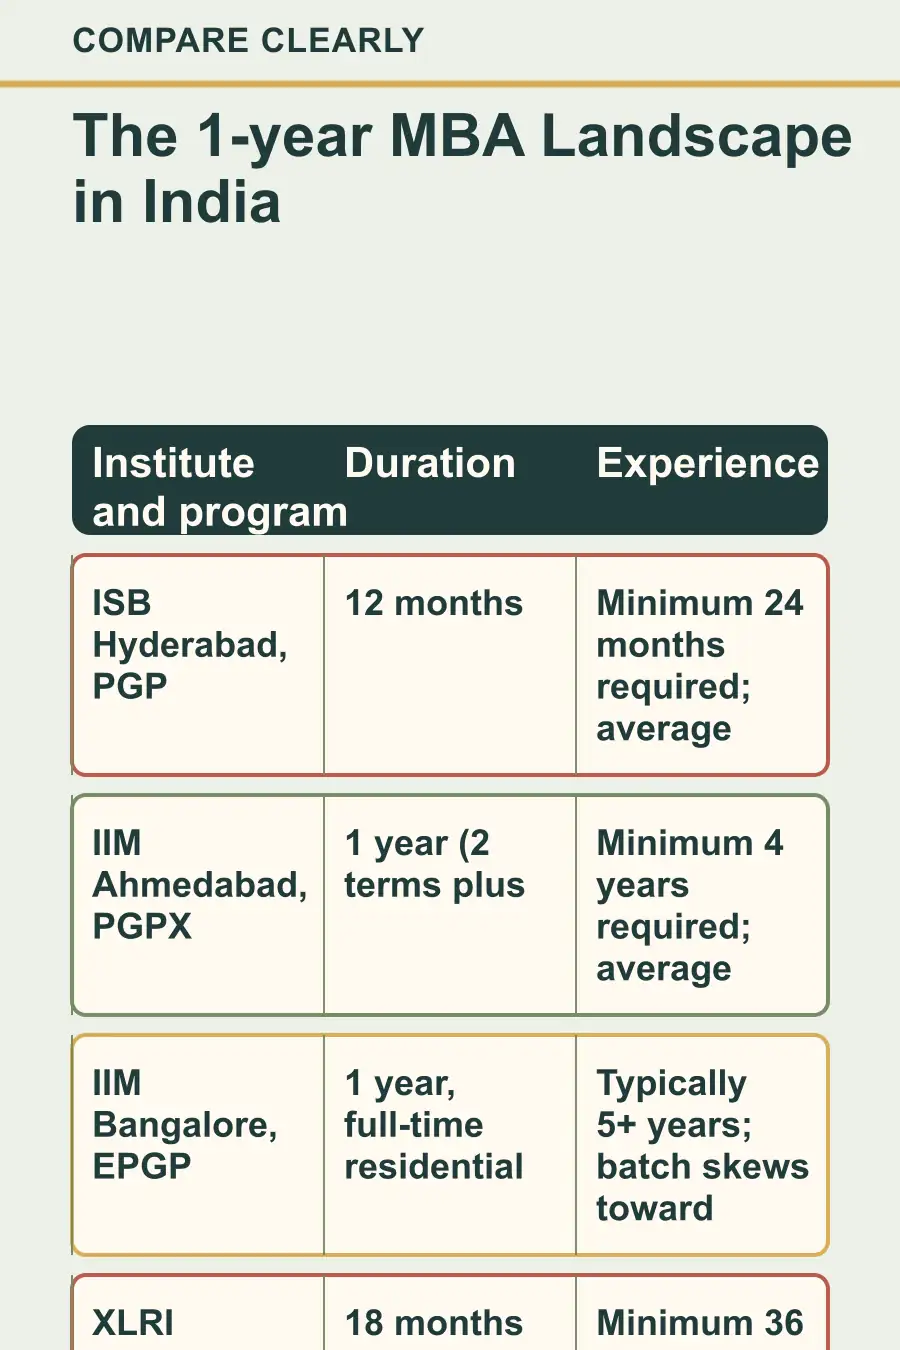 COMPARE CLEARLY
The 1-year MBA Landscape
in India
Institute
and program
Duration
Experience
ISB
Hyderabad,
PGP
12 months
Minimum 24
months
required;
average
IIM
Ahmedabad,
PGPX
1 year (2
terms plus
Minimum 4
years
required;
average
IIM
Bangalore,
EPGP
1 year,
full-time
residential
Typically
5+ years;
batch skews
toward
XLRI
18 months
Minimum 36